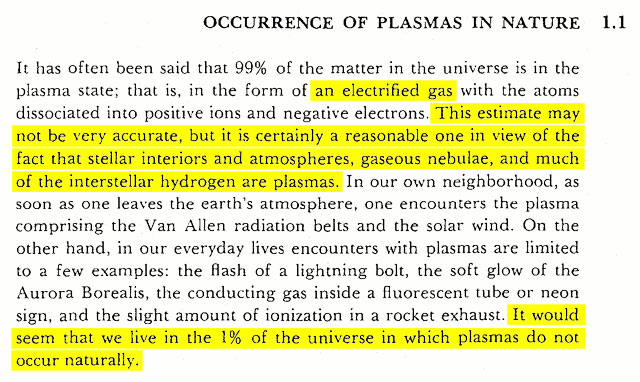 OCCURRENCE OF PLASMAS IN NATURE 1.1
It has often been said that 99% of the matter in the universe is in the
plasma state; that is, in the form of an electrified gas with the atoms
dissociated into positive ions and negative electrons. This estimate may
not be very accurate, but it is certainly a reasonable one in view of the
fact that stellar interiors and atmospheres, gaseous nebulae, and much
of the interstellar hydrogen are plasmas. In our own neighborhood, as
soon as one leaves the earth's atmosphere, one encounters the plasma
comprising the Van Allen radiation belts and the solar wind. On the
other hand, in our everyday lives encounters with plasmas are limited
to a few examples: the flash of a lightning bolt, the soft glow of the
Aurora Borealis, the conducting gas inside a fluorescent tube or neon
sign, and the slight amount of ionization in a rocket exhaust. It would
seem that we live in the 1% of the universe in which plasmas do not
occur naturally.